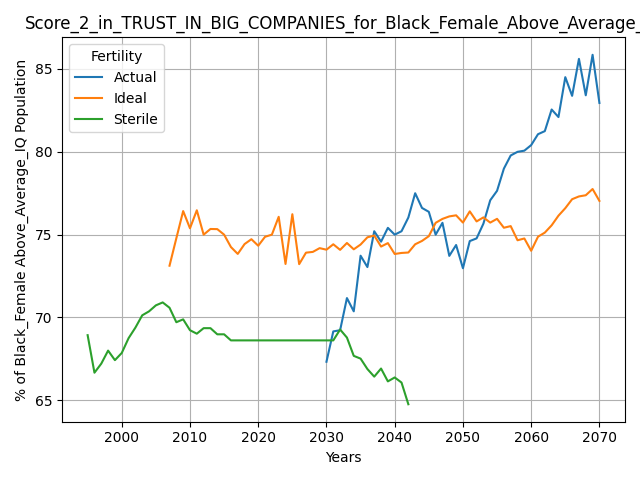 Score_2_in_TRUST_IN_BIG_COMPANIES_for_Black_Female_Above_Average_
Fertility
Actual
Ideal
Sterile
% of Black_Female Above_Average_IQ Population
85
80
75
70
65
2000 2010 2020 2030 2040 2050 2060 2070
Years